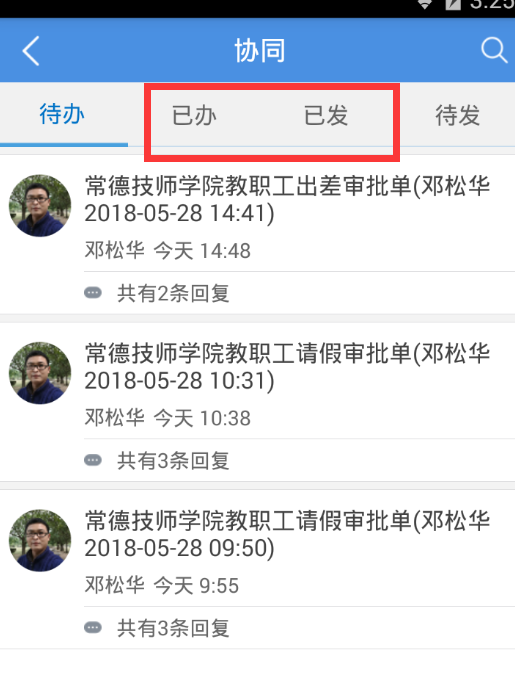 3:25
协同
待办 已办 已发 待发
常德技师学院教职工出差审批单(邓松华
2018-05-28 14:41)
邓松华 今天 14:48
共有2条回复
常德技师学院教职工请假审批单(邓松华
2018-05-28 10:31)
邓松华 今天 10:38
共有3条回复
常德技师学院教职工请假审批单(邓松华
2018-05-28 09:50)
邓松华 今天 9:55
共有3条回复